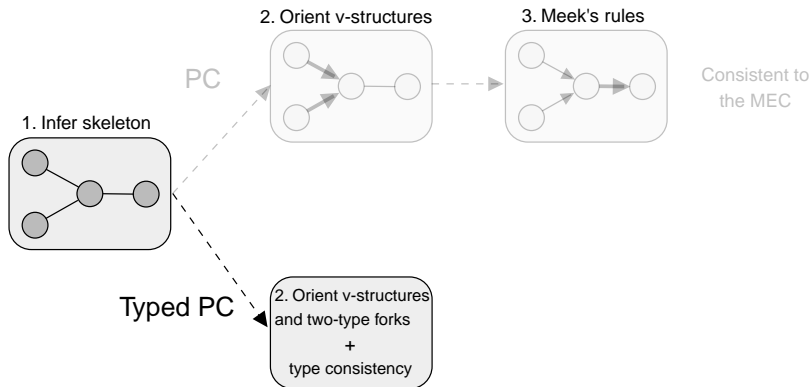 2. Orient v-structures
3. Meek's rules
PC
Consistent to
the MEC
1. Infer skeleton
Typed PC
2. Orient v-structures
and two-type forks
+
type consistency